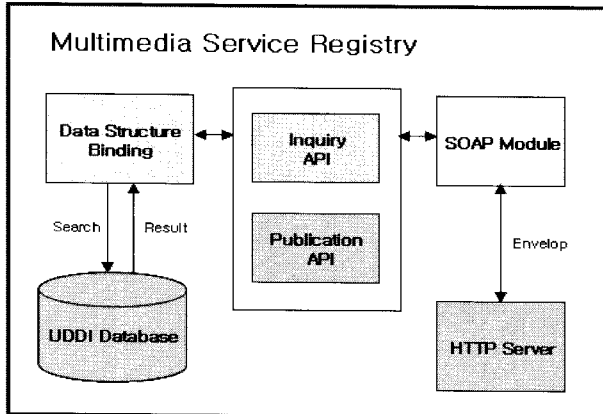 Multimedia Service Registry
Data Structure
Binding
Inquiry
API
SOAP Module
Search
Result
Publication
API
Envelop
UDDI Database
HTTP Server